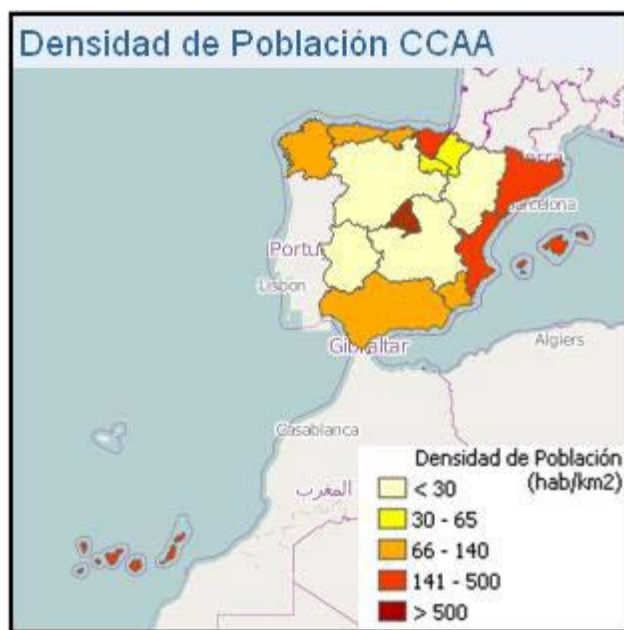 Densidad de Población CCAA
Barcelona
Portu
Lisbon
Gibraltar
Algiers
Casablanca
المغرب
Densidad de Población
(hab/km2)
< 30
30 - 65
66 - 140
141 - 500
> 500